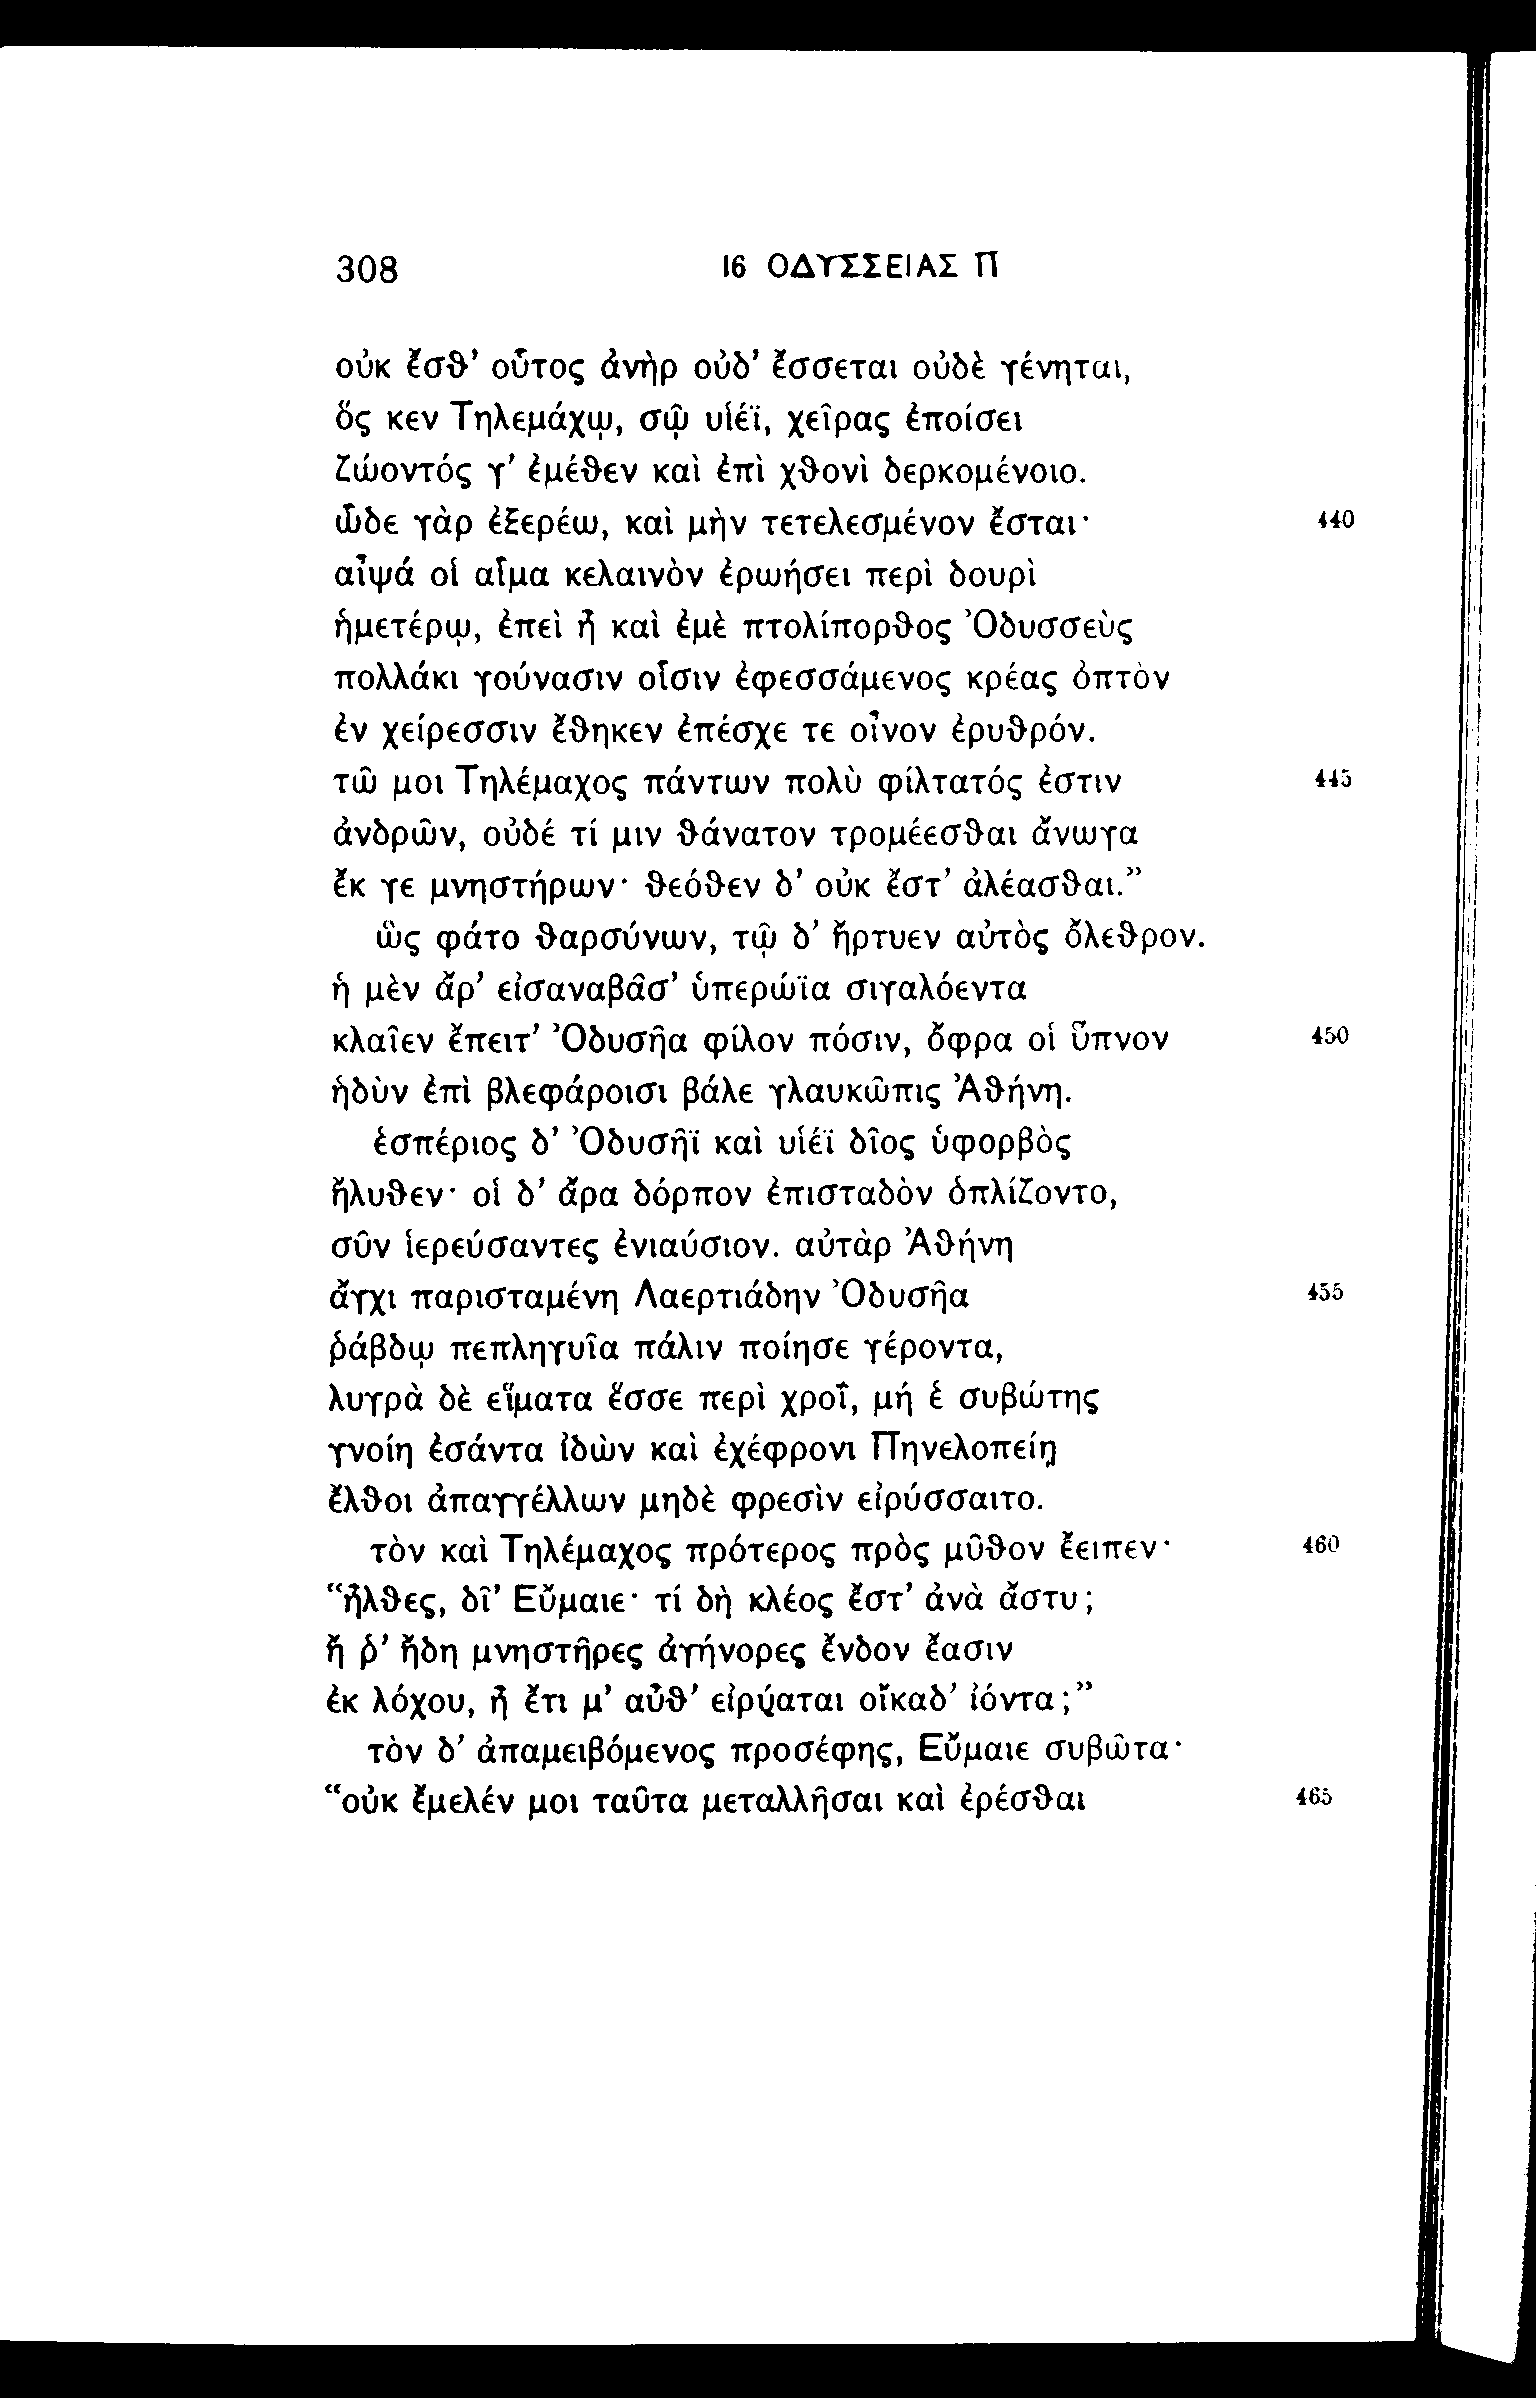 308 16 ΟΔΥΣΣΕΙΑΣ Π
οὐκ ἔσϑ’ οὗτος ἀνὴρ οὐδ’ ἔσσεται οὐδὲ γένηται,
ὅς κεν Τηλεμάχῳ, σῷ υἱέϊ, χεῖρας ἐποίσει
ζώοντός γ’ ἐμέϑεν καὶ ἐπὶ χϑονὶ δερκομένοιο.
ὧδε γὰρ ἐξερέω, καὶ μὴν τετελεσμένον ἔσται· 440
αἶψά οἱ αἷμα κελαινὸν ἐρωήσει περὶ δουρὶ
ἡμετέρῳ, ἐπεὶ ἦ καὶ ἐμὲ πτολίπορϑος Ὀδυσσεὺς
πολλάκι γούνασιν οἷσιν ἐφεσσάμενος κρέας ὀπτὸν
ἐν χείρεσσιν ἔϑηκεν ἐπέσχε τε οἶνον ἐρυϑρόν.
τῶ μοι Τηλέμαχος πάντων πολὺ φίλτατός ἐστιν 445
ἀνδρῶν, οὐδέ τί μιν ϑάνατον τρομέεσϑαι ἄνωγα
ἔκ γε μνηστήρων· ϑεόϑεν δ’ οὐκ ἔστ’ ἀλέασϑαι.”
ὣς φάτο ϑαρσύνων, τῷ δ’ ἤρτυεν αὐτὸς ὄλεϑρον.
ἡ μὲν ἄρ’ εἰσαναβᾶσ’ ὑπερώϊα σιγαλόεντα
κλαῖεν ἔπειτ’ Ὀδυσῆα φίλον πόσιν, ὄφρα οἱ ὕπνον 450
ἡδὺν ἐπὶ βλεφάροισι βάλε γλαυκῶπις Ἀϑήνη.
ἑσπέριος δ’ Ὀδυσῆϊ καὶ υἱέϊ δῖος ὑφορβὸς
ἤλυϑεν· οἱ δ’ ἄρα δόρπον ἐπισταδὸν ὁπλίζοντο,
σῦν ἱερεύσαντες ἐνιαύσιον. αὐτὰρ Ἀϑήνη
ἄγχι παρισταμένη Λαερτιάδην Ὀδυσῆα 455
ῥάβδῳ πεπληγυῖα πάλιν ποίησε γέροντα,
λυγρὰ δὲ εἵματα ἕσσε περὶ χροΐ, μή ἑ συβώτης
γνοίη ἐσάντα ἰδὼν καὶ ἐχέφρονι Πηνελοπείῃ
ἔλϑοι ἀπαγγέλλων μηδὲ φρεσὶν εἰρύσσαιτο.
τὸν καὶ Τηλέμαχος πρότερος πρὸς μῦϑον ἔειπεν· 460
“ἦλϑες, δῖ’ Εὔμαιε· τί δὴ κλέος ἔστ’ ἀνὰ ἄστυ;
ἤ ῥ’ ἤδη μνηστῆρες ἀγήνορες ἔνδον ἔασιν
ἐκ λόχου, ἦ ἔτι μ’ αὖϑ’ εἰρύ̮αται οἴκαδ’ ἰόντα;”
τὸν δ’ ἀπαμειβόμενος προσέφης, Εὔμαιε συβῶτα·
“οὐκ ἔμελέν μοι ταῦτα μεταλλῆσαι καὶ ἐρέσϑαι 465